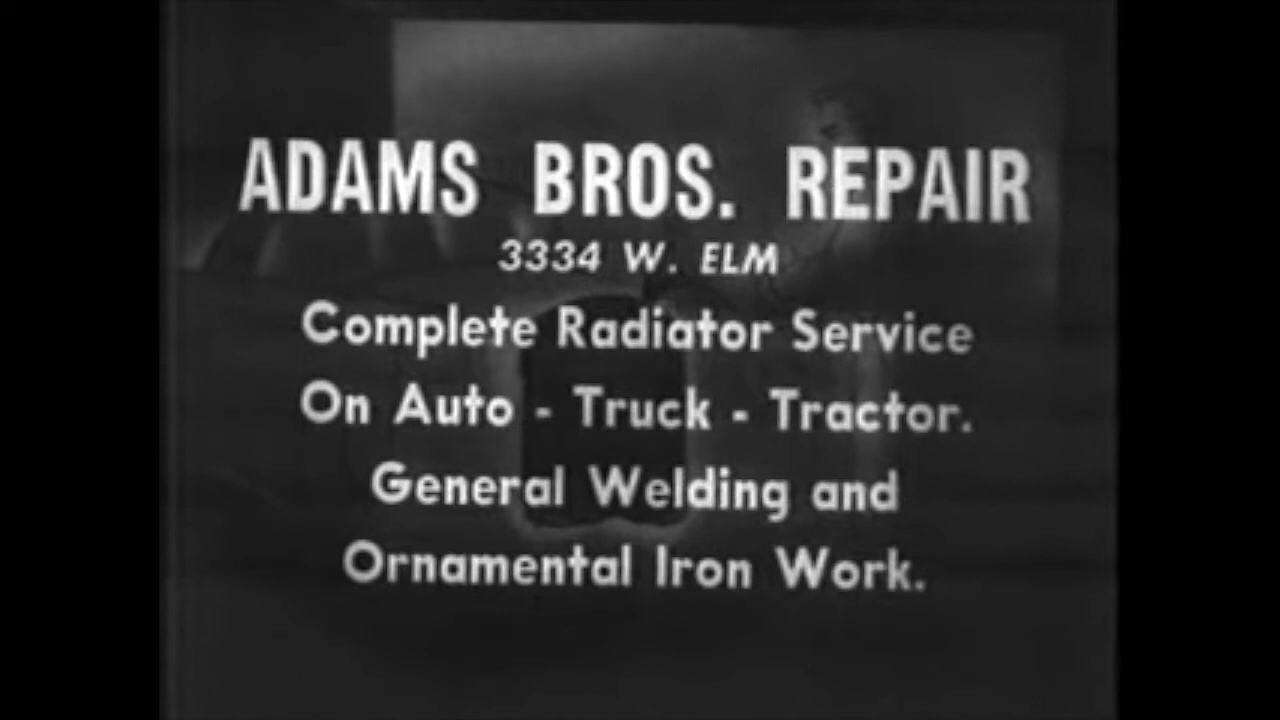 ADAMS BROS. REPAIR
3334 W. ELM
Complete Radiator Service
On Auto - Truck - Tractor.
General Welding and
Ornamental Iron Work.